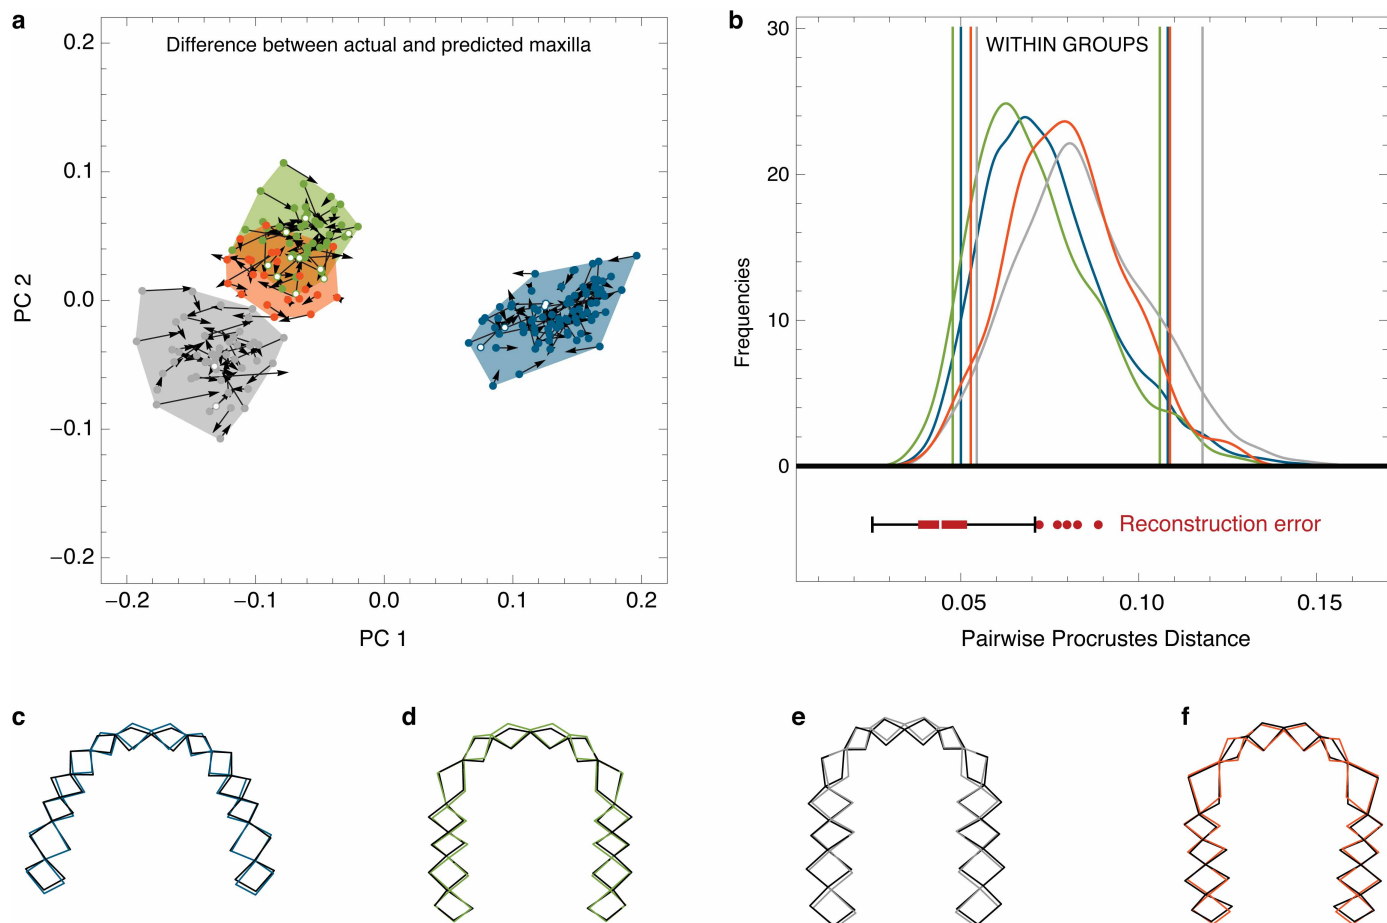 a
Difference between actual and predicted maxilla
0.2
0.1
0.0
−0.1
−0.2
PC 2
−0.2
−0.1
0.0
0.1
0.2
PC 1
b
WITHIN GROUPS
30
20
10
0
Frequencies
Reconstruction error
0.05
0.10
0.15
Pairwise Procrustes Distance
c
d
e
f